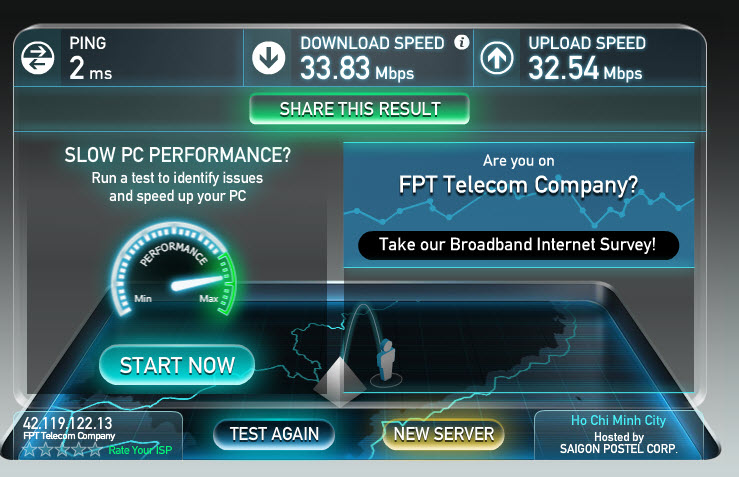 PING
2 ms
DOWNLOAD SPEED
33.83 Mbps
UPLOAD SPEED
32.54 Mbps
SHARE THIS RESULT
SLOW PC PERFORMANCE?
Run a test to identify issues
and speed up your PC
PERFORMANCE
Min
Max
START NOW
Are you on
FPT Telecom Company?
Take our Broadband Internet Survey!
42.119.122.13
FPT Telecom Company
Rate Your ISP
TEST AGAIN
NEW SERVER
Ho Chi Minh City
Hosted by
SAIGON POSTEL CORP.